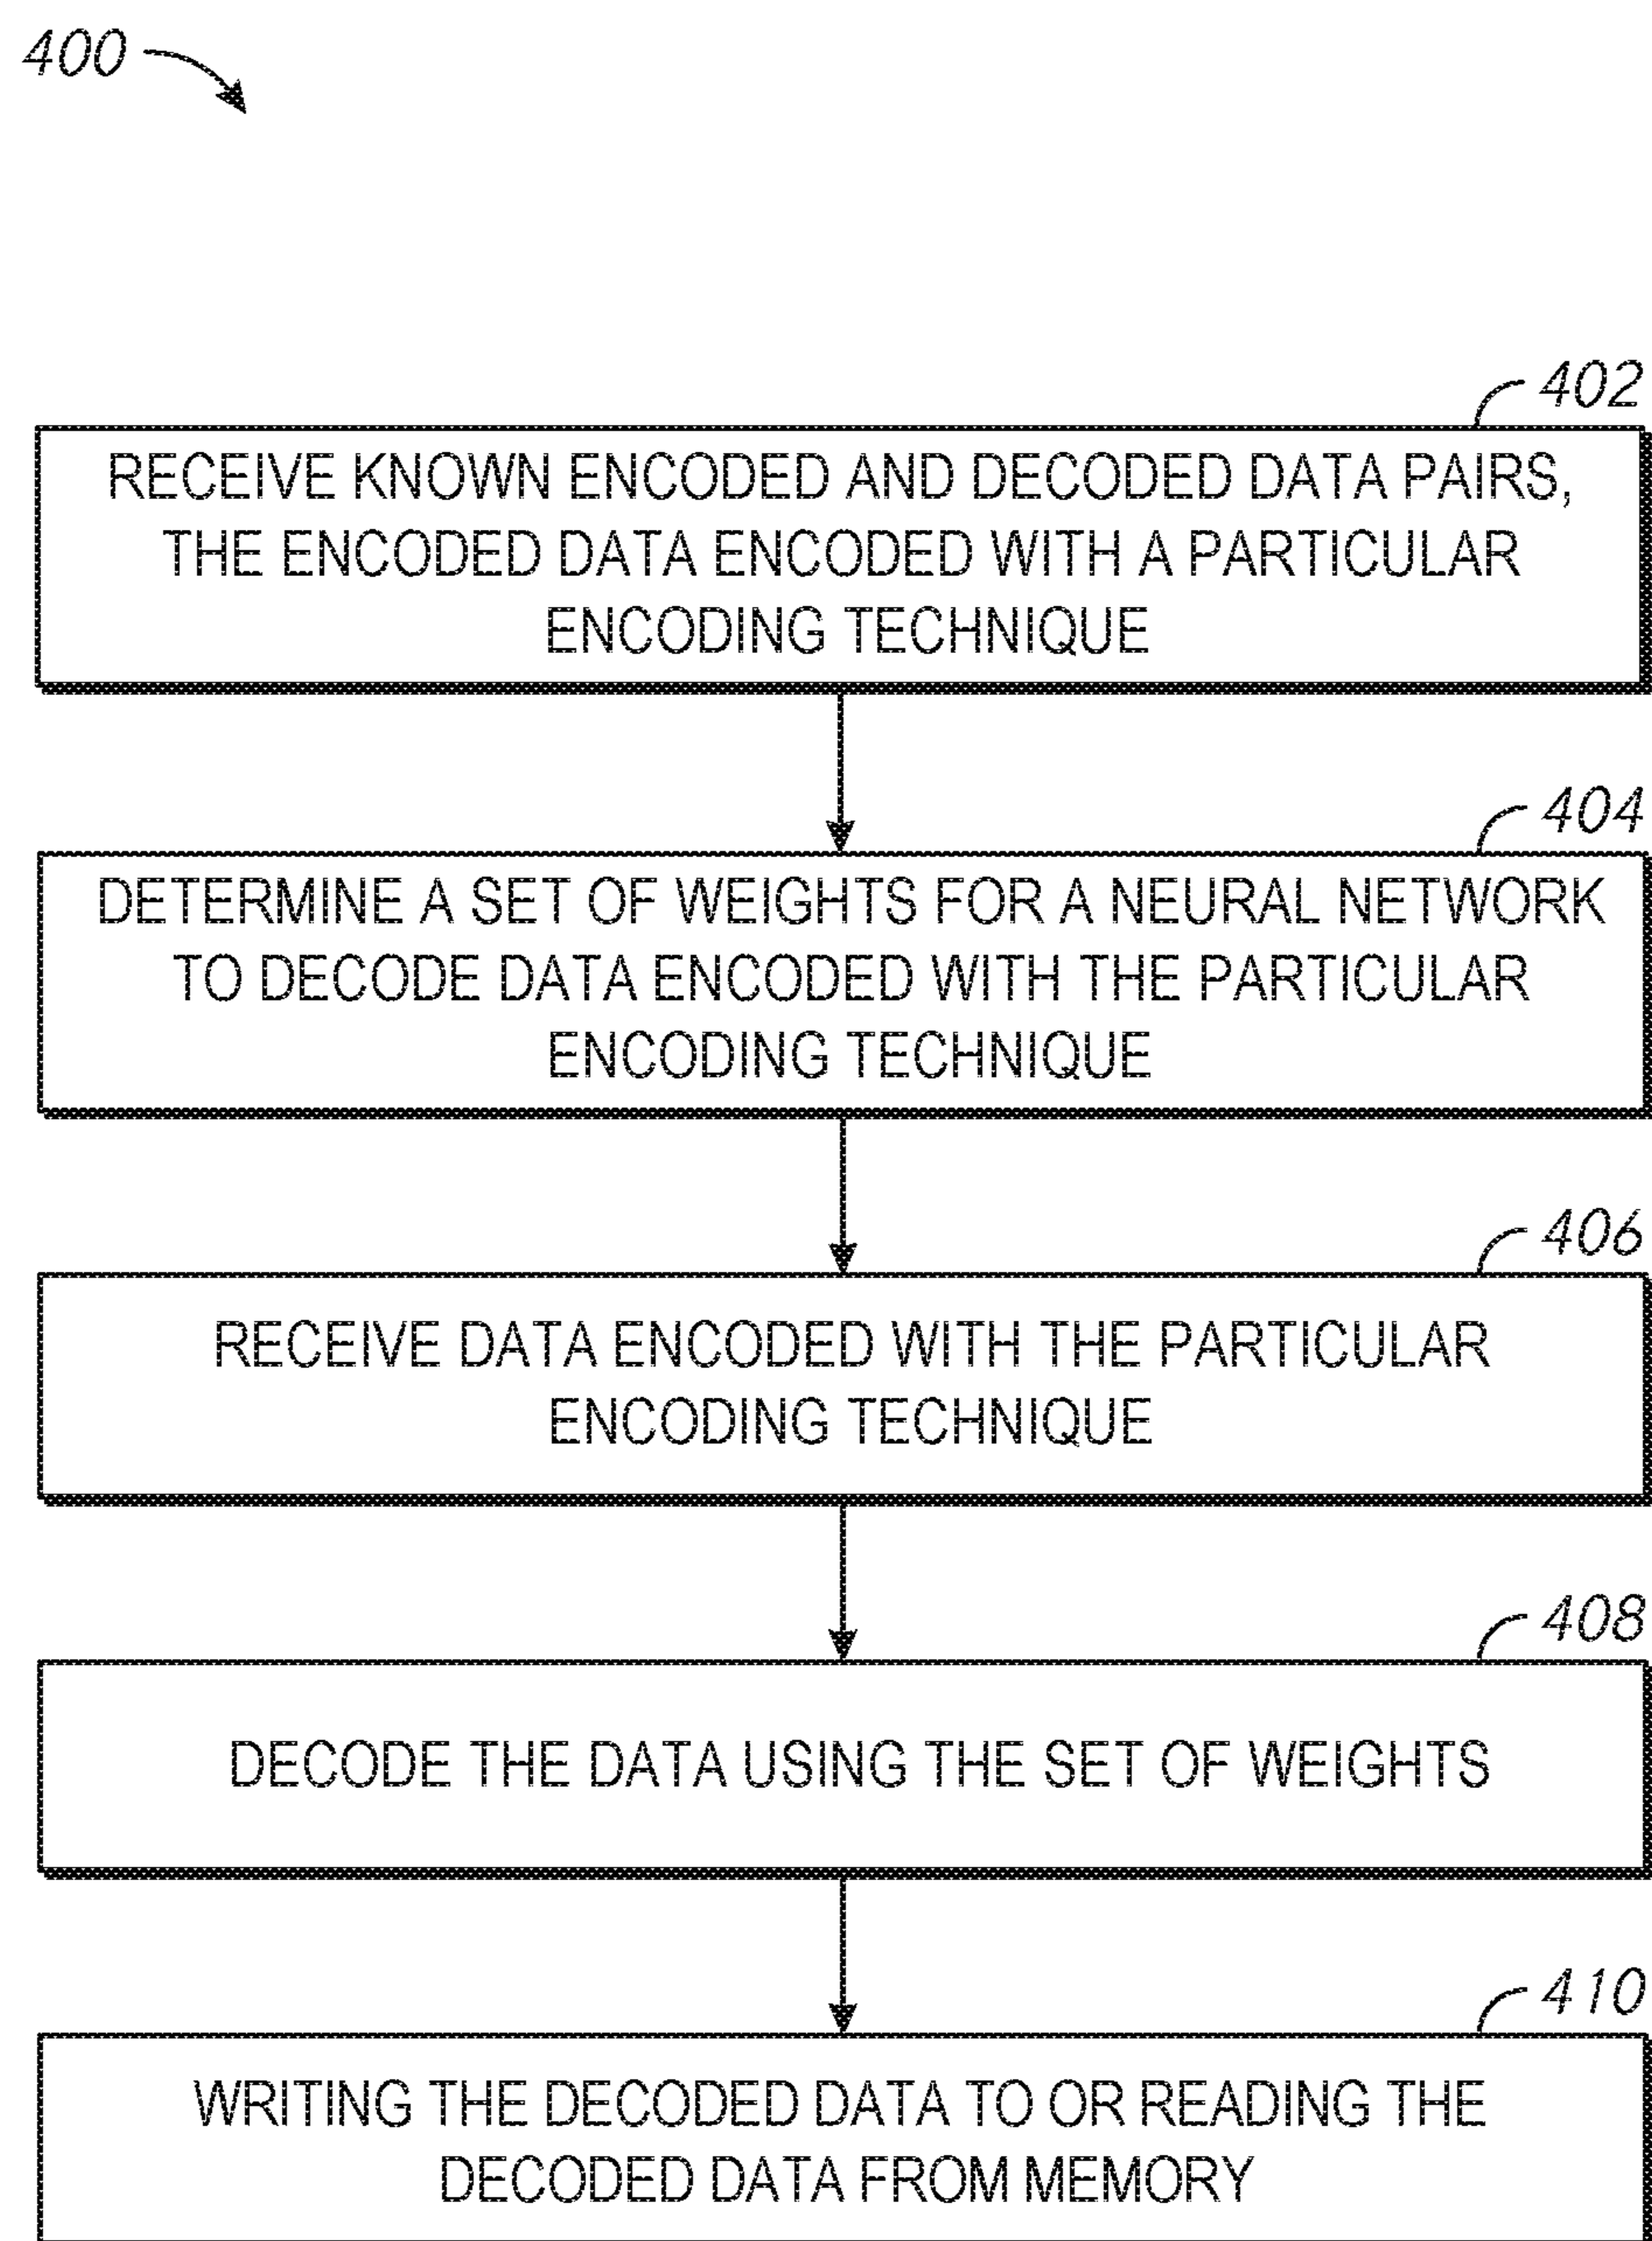 400
402
RECEIVE KNOWN ENCODED AND DECODED DATA PAIRS,
THE ENCODED DATA ENCODED WITH A PARTICULAR
ENCODING TECHNIQUE
404
DETERMINE A SET OF WEIGHTS FOR A NEURAL NETWORK
TO DECODE DATA ENCODED WITH THE PARTICULAR
ENCODING TECHNIQUE
406
RECEIVE DATA ENCODED WITH THE PARTICULAR
ENCODING TECHNIQUE
408
DECODE THE DATA USING THE SET OF WEIGHTS
410
WRITING THE DECODED DATA TO OR READING THE
DECODED DATA FROM MEMORY